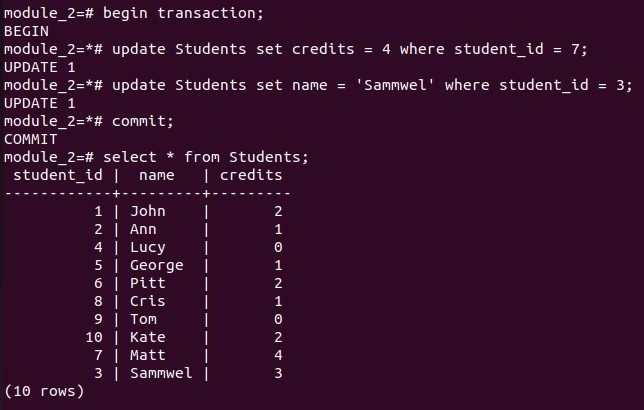 module_2=# begin transaction;
BEGIN
module_2=*# update Students set credits = 4 where student_id = 7;
UPDATE 1
module_2=*# update Students set name = 'Sammwel' where student_id = 3;
UPDATE 1
module_2=*# commit;
COMMIT
module_2=# select * from Students;
 student_id |  name   | credits
------------+---------+---------
          1 | John    |       2
          2 | Ann     |       1
          4 | Lucy    |       0
          5 | George  |       1
          6 | Pitt    |       2
          8 | Cris    |       1
          9 | Tom     |       0
         10 | Kate    |       2
          7 | Matt    |       4
          3 | Sammwel |       3
(10 rows)